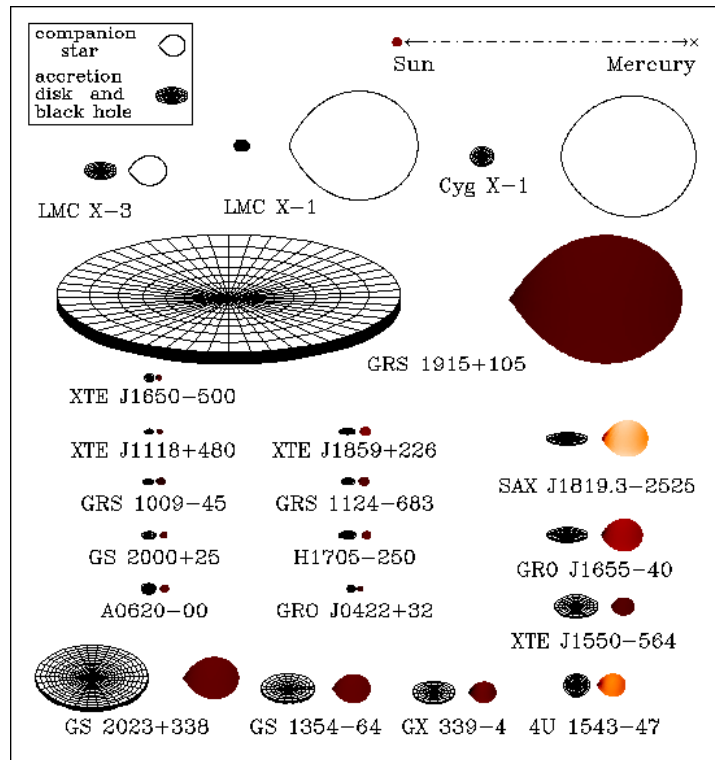 companion
star
accretion
disk and
black hole
Sun
Mercury
LMC X−3
LMC X−1
Cyg X−1
GRS 1915+105
XTE J1650−500
XTE J1118+480
XTE J1859+226
SAX J1819.3−2525
GRS 1009−45
GRS 1124−683
GS 2000+25
H1705−250
GRO J1655−40
A0620−00
GRO J0422+32
XTE J1550−564
GS 2023+338
GS 1354−64
GX 339−4
4U 1543−47